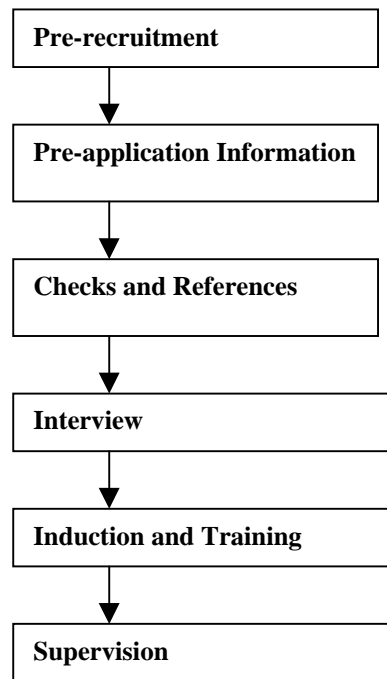 Pre-recruitment
Pre-application Information
Checks and References
Interview
Induction and Training
Supervision